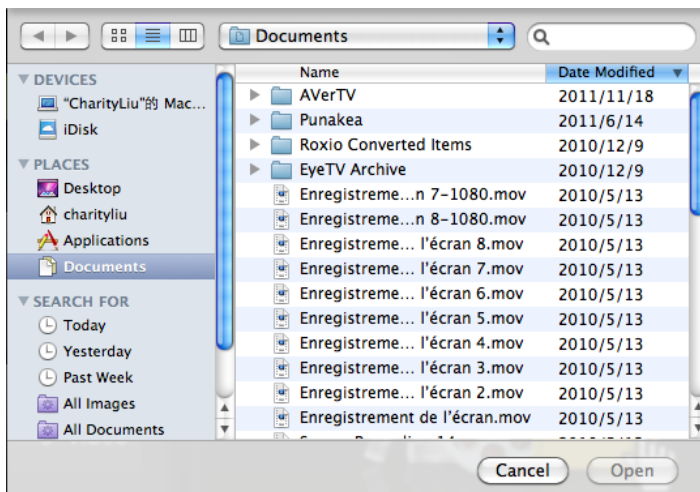 Documents
DEVICES
"CharityLiu"的 Mac...
iDisk
PLACES
Desktop
charityliu
Applications
Documents
SEARCH FOR
Today
Yesterday
Past Week
All Images
All Documents
Name Date Modified
AVerTV 2011/11/18
Punakea 2011/6/14
Roxio Converted Items 2010/12/9
EyeTV Archive 2010/12/9
Enregistreme...n 7-1080.mov 2010/5/13
Enregistreme...n 8-1080.mov 2010/5/13
Enregistreme... l'écran 8.mov 2010/5/13
Enregistreme... l'écran 7.mov 2010/5/13
Enregistreme... l'écran 6.mov 2010/5/13
Enregistreme... l'écran 5.mov 2010/5/13
Enregistreme... l'écran 4.mov 2010/5/13
Enregistreme... l'écran 3.mov 2010/5/13
Enregistreme... l'écran 2.mov 2010/5/13
Enregistrement de l'écran.mov 2010/5/13
Cancel Open